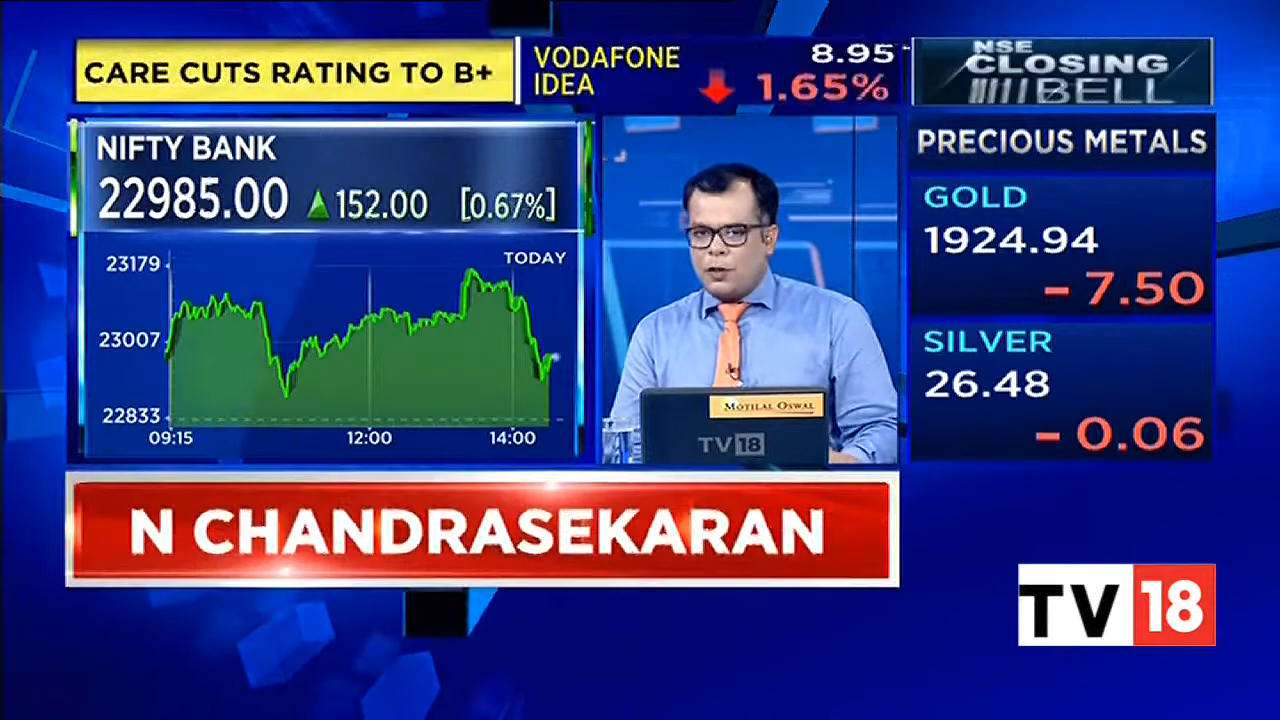 CARE CUTS RATING TO B+
VODAFONE
IDEA
8.95
1.65%
NSE
CLOSING
BELL
NIFTY BANK
22985.00 152.00 [0.67%]
TODAY
23179
23007
22833
09:15 12:00 14:00
MOTILAL OSWAL
TV18
PRECIOUS METALS
GOLD
1924.94
- 7.50
SILVER
26.48
- 0.06
N CHANDRASEKARAN
TV18